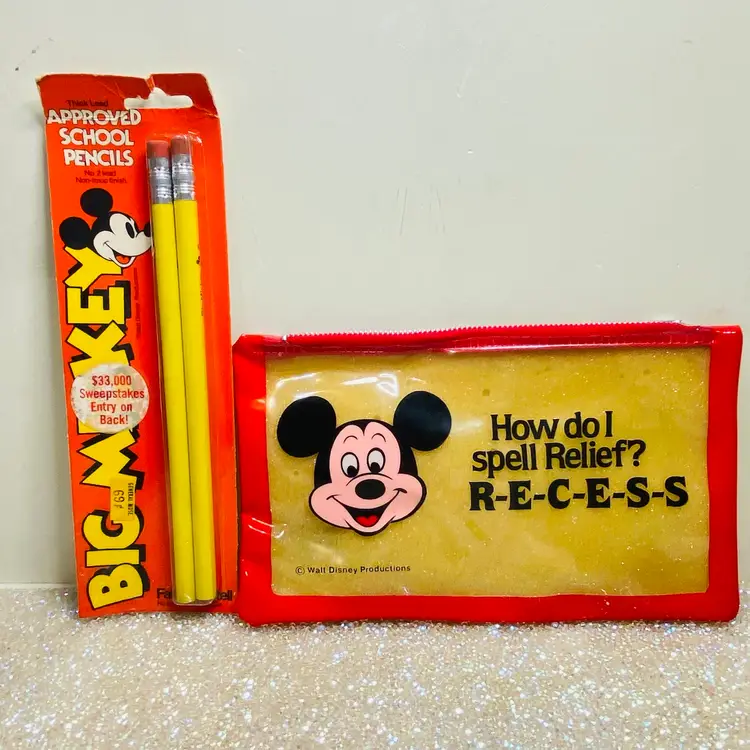 Thick Lead
APPROVED
SCHOOL
PENCILS
No 2 lead
Non-toxic finish
BIG M KEY
$33,000
Sweepstakes
Entry on
Back!
69
How do I
spell Relief?
R-E-C-E-S-S
© Walt Disney Productions